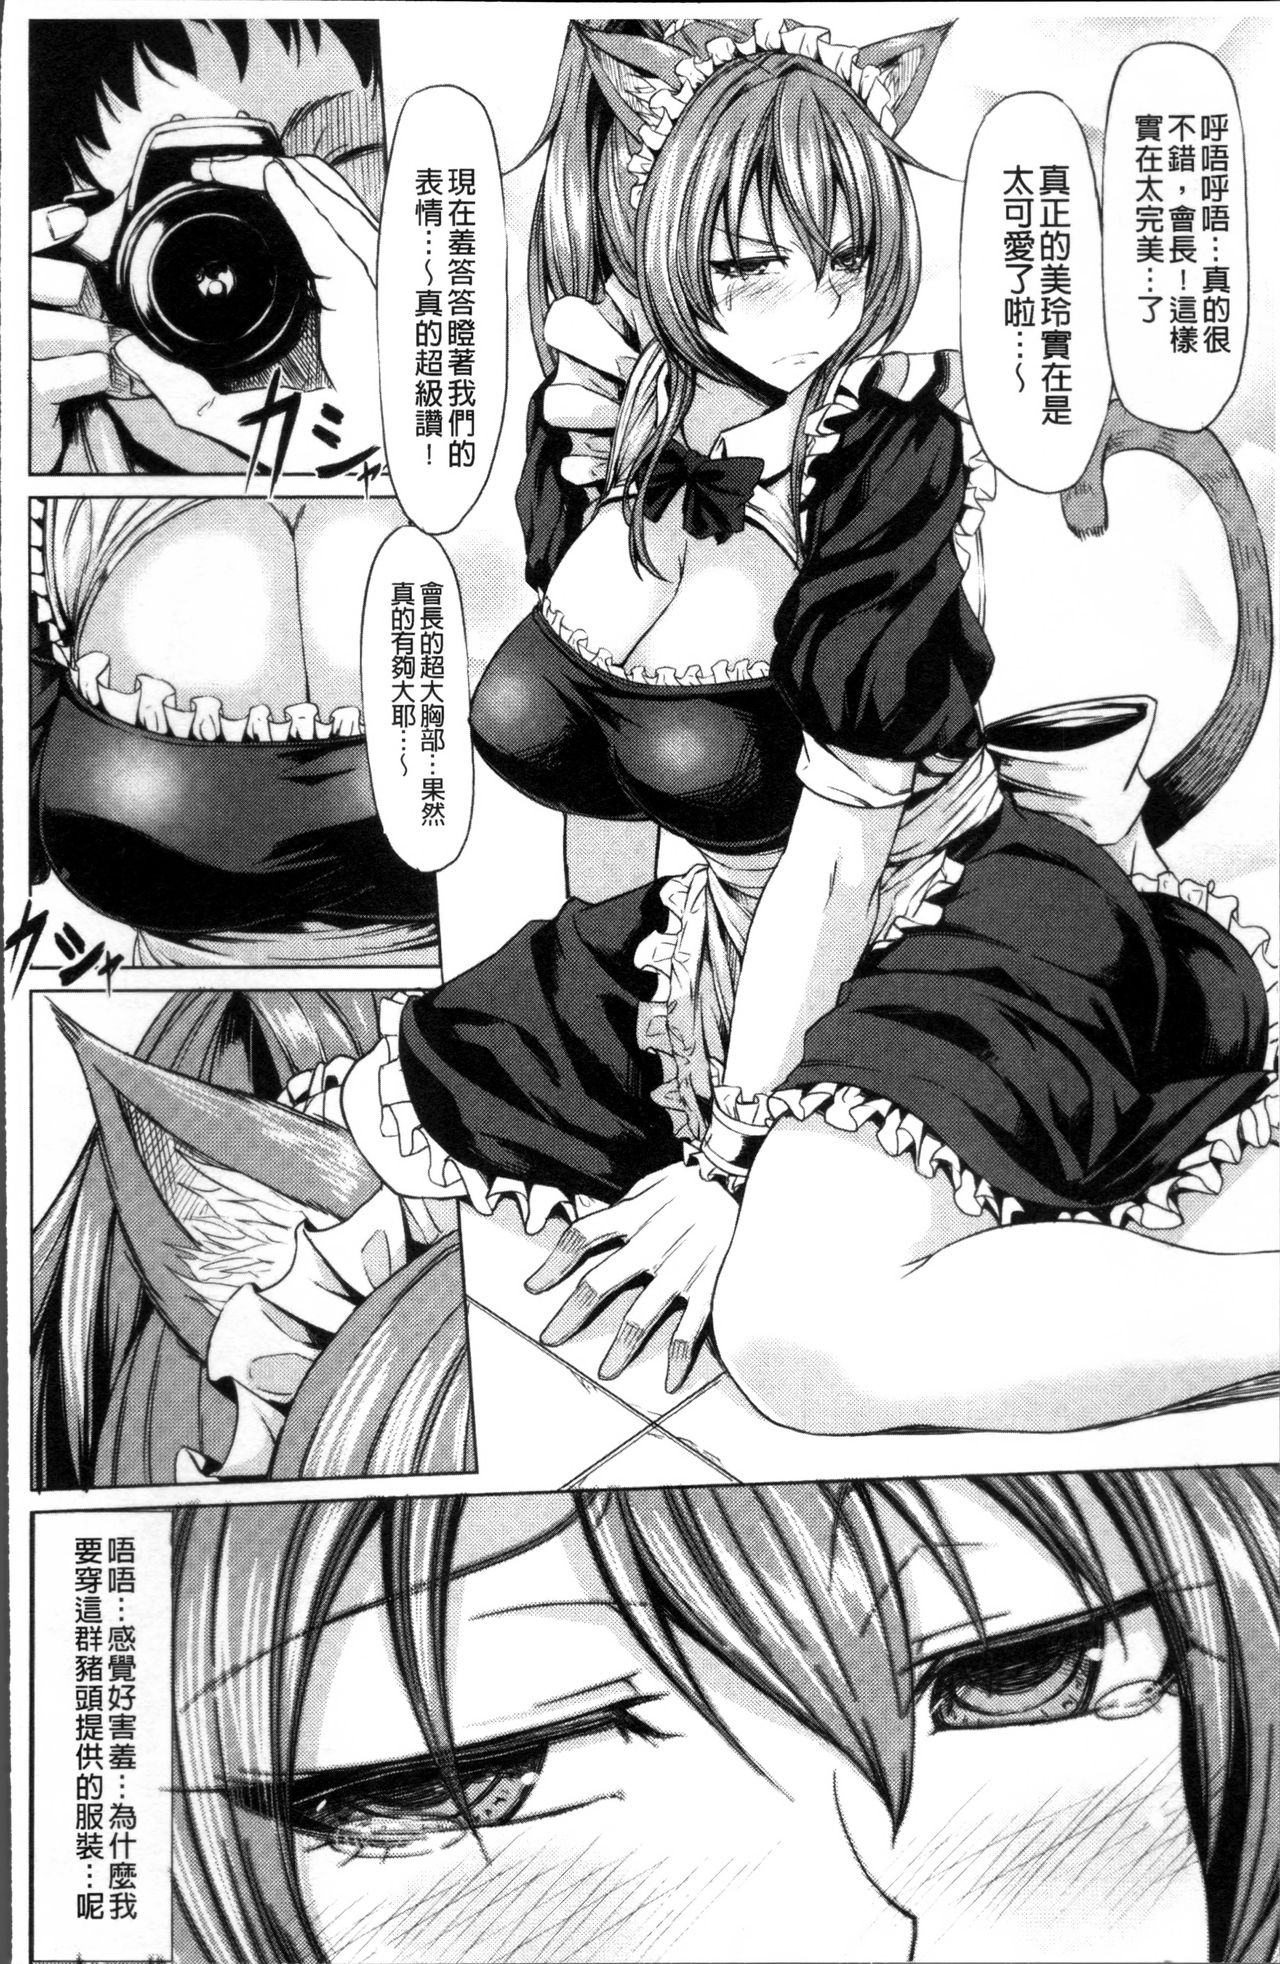 呼唔呼唔…真的很
不錯，會長！這樣
實在太完美…了
真正的美玲實在是
太可愛了啦…～
現在羞答答瞪著我們的
表情…～真的超級讚！
ガシャ
會長的超大胸部…果然
真的有夠大耶…～
ガシャ
唔唔…感覺好害羞…為什麼我
要穿這群豬頭提供的服裝…呢